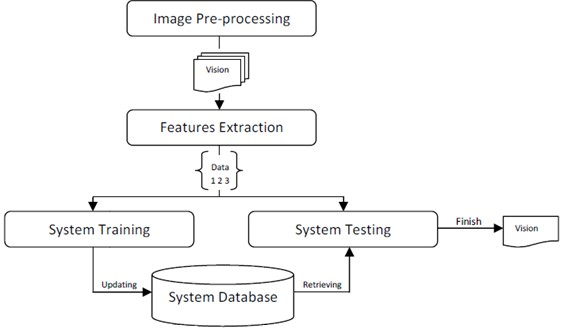 Image Pre-processing
Vision
Features Extraction
Data
1 2 3
System Training
System Testing
Finish
Vision
Updating
System Database
Retrieving